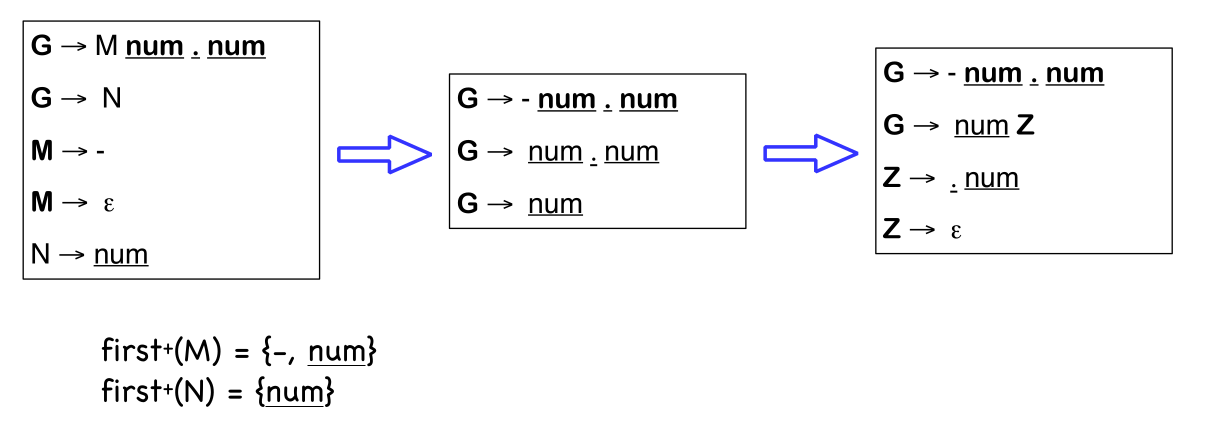 G → M num . num
G → N
M → -
M → ε
N → num
G → - num . num
G → num . num
G → num
G → - num . num
G → num Z
Z → . num
Z → ε
first+(M) = {-, num}
first+(N) = {num}